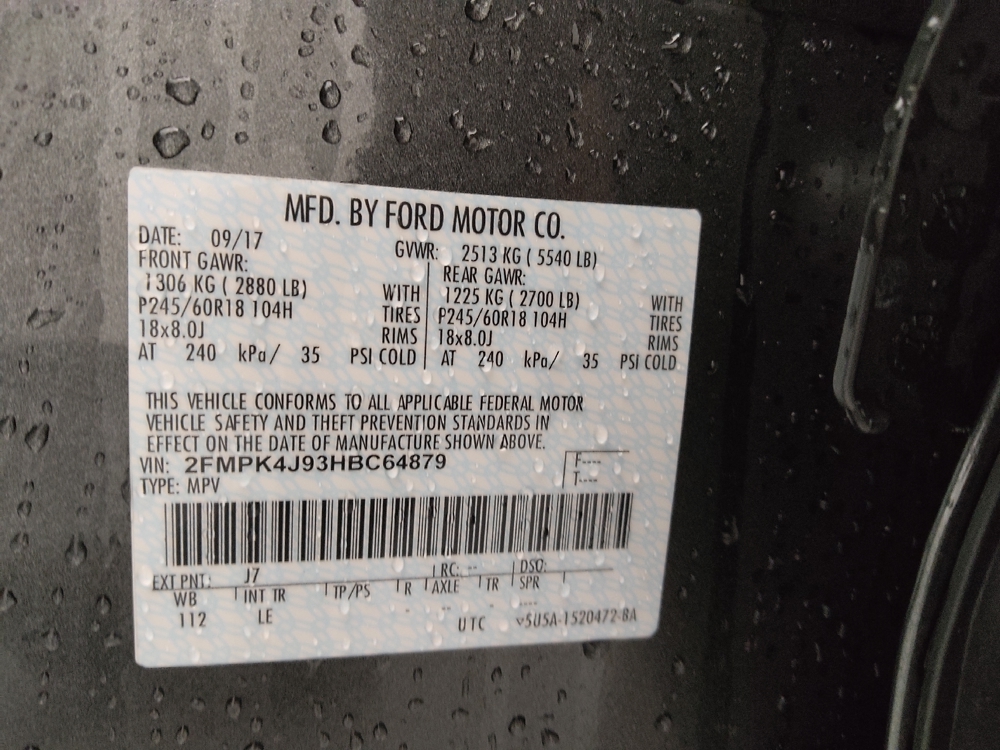 MFD. BY FORD MOTOR CO.
DATE: 09/17 GVWR: 2513 KG ( 5540 LB)
FRONT GAWR: REAR GAWR:
1306 KG ( 2880 LB) WITH 1225 KG ( 2700 LB) WITH
P245/60R18 104H TIRES P245/60R18 104H TIRES
18x8.0J RIMS 18x8.0J RIMS
AT 240 kPa/ 35 PSI COLD AT 240 kPa/ 35 PSI COLD
THIS VEHICLE CONFORMS TO ALL APPLICABLE FEDERAL MOTOR
VEHICLE SAFETY AND THEFT PREVENTION STANDARDS IN
EFFECT ON THE DATE OF MANUFACTURE SHOWN ABOVE.
VIN: 2FMPK4J93HBC64879 F----
TYPE: MPV T----
EXT PNT: J7 RC: -- DSO:
WB INT TR TP/PS R AXLE TR SPR
112 LE - -- - ----
UTC v5U5A-1520472-BA